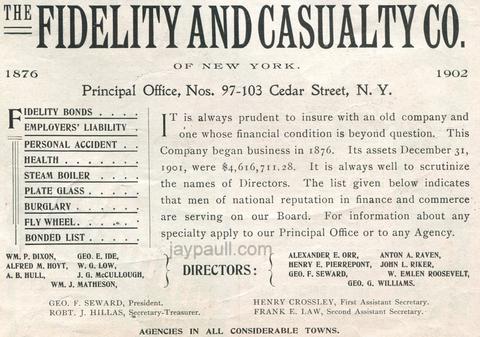 THE FIDELITY AND CASUALTY CO.
OF NEW YORK.
1876 1902
Principal Office, Nos. 97-103 Cedar Street, N. Y.
FIDELITY BONDS . . . .
EMPLOYERS' LIABILITY
PERSONAL ACCIDENT .
HEALTH . . . . . .
STEAM BOILER . . . .
PLATE GLASS . . . . .
BURGLARY . . . . .
FLY WHEEL . . . . .
BONDED LIST . . . . .
IT is always prudent to insure with an old company and
one whose financial condition is beyond question. This
Company began business in 1876. Its assets December 31,
1901, were $4,616,711.28. It is always well to scrutinize
the names of Directors. The list given below indicates
that men of national reputation in finance and commerce
are serving on our Board. For information about any
specialty apply to our Principal Office or to any Agency.
jaypaull.com
DIRECTORS:
WM. P. DIXON, GEO. E. IDE,
ALFRED M. HOYT, W. G. LOW,
A. B. HULL, J. G. McCULLOUGH,
WM. J. MATHESON,
ALEXANDER E. ORR, ANTON A. RAVEN,
HENRY E. PIERREPONT, JOHN L. RIKER,
GEO. F. SEWARD, W. EMLEN ROOSEVELT,
GEO. G. WILLIAMS.
GEO. F. SEWARD, President.
ROBT. J. HILLAS, Secretary-Treasurer.
HENRY CROSSLEY, First Assistant Secretary.
FRANK E. LAW, Second Assistant Secretary.
AGENCIES IN ALL CONSIDERABLE TOWNS.